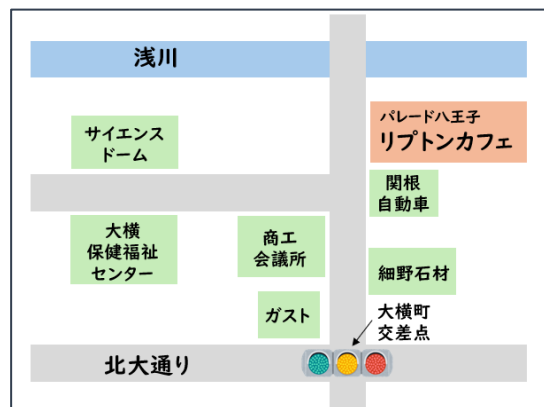 浅川
サイエンス
ドーム
パレード八王子
リプトンカフェ
関根
自動車
大横
保健福祉
センター
商工
会議所
細野石材
ガスト
大横町
交差点
北大通り